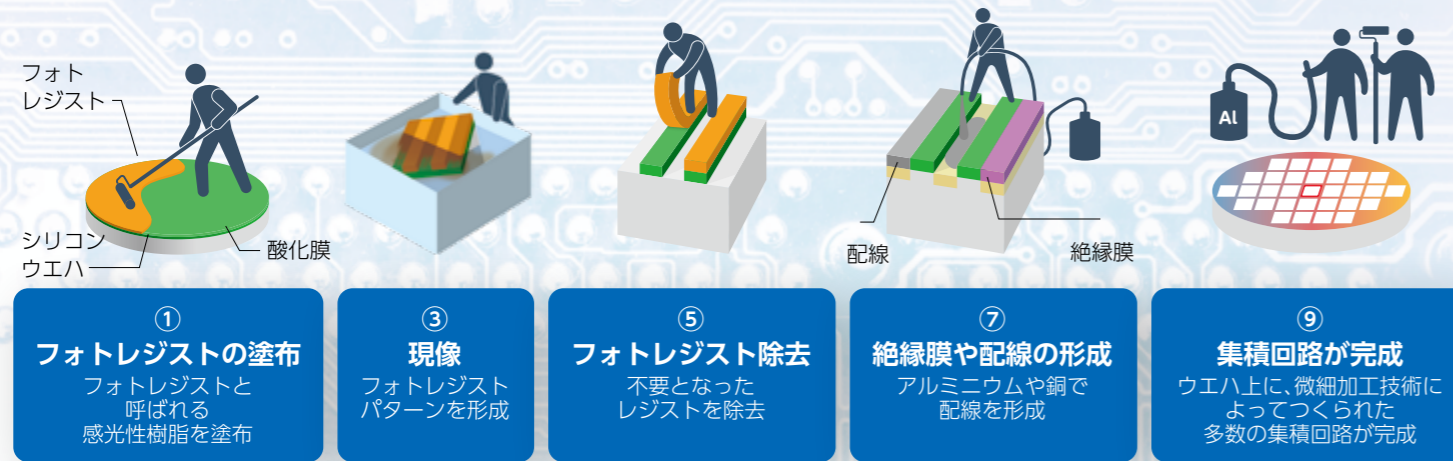 フォト
レジスト
シリコン
ウエハ
酸化膜
配線
絶縁膜
Al
①
フォトレジストの塗布
フォトレジストと
呼ばれる
感光性樹脂を塗布
③
現像
フォトレジスト
パターンを形成
⑤
フォトレジスト除去
不要となった
レジストを除去
⑦
絶縁膜や配線の形成
アルミニウムや銅で
配線を形成
⑨
集積回路が完成
ウエハ上に、微細加工技術に
よってつくられた
多数の集積回路が完成